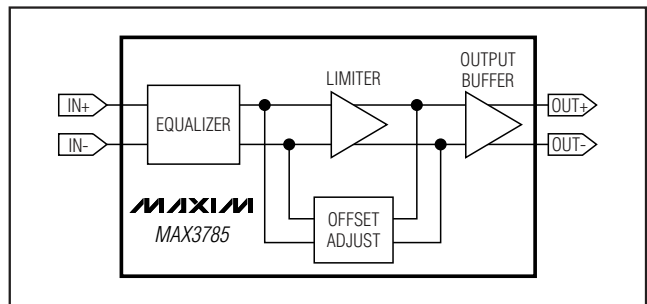 IN+
IN-
EQUALIZER
LIMITER
OUTPUT
BUFFER
OUT+
OUT-
OFFSET
ADJUST
MAXIM
MAX3785